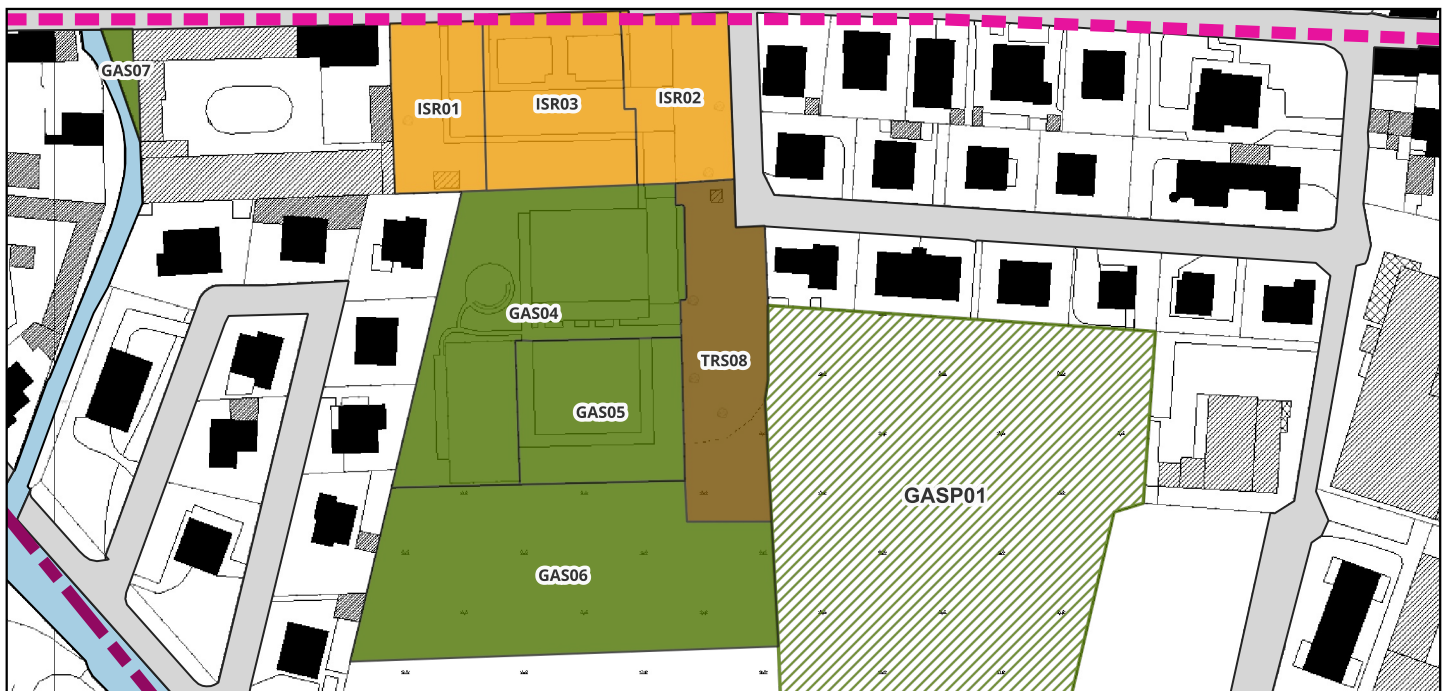 GAS07
ISR01
ISR03
ISR02
GAS04
TRS08
GAS05
GASP01
GAS06